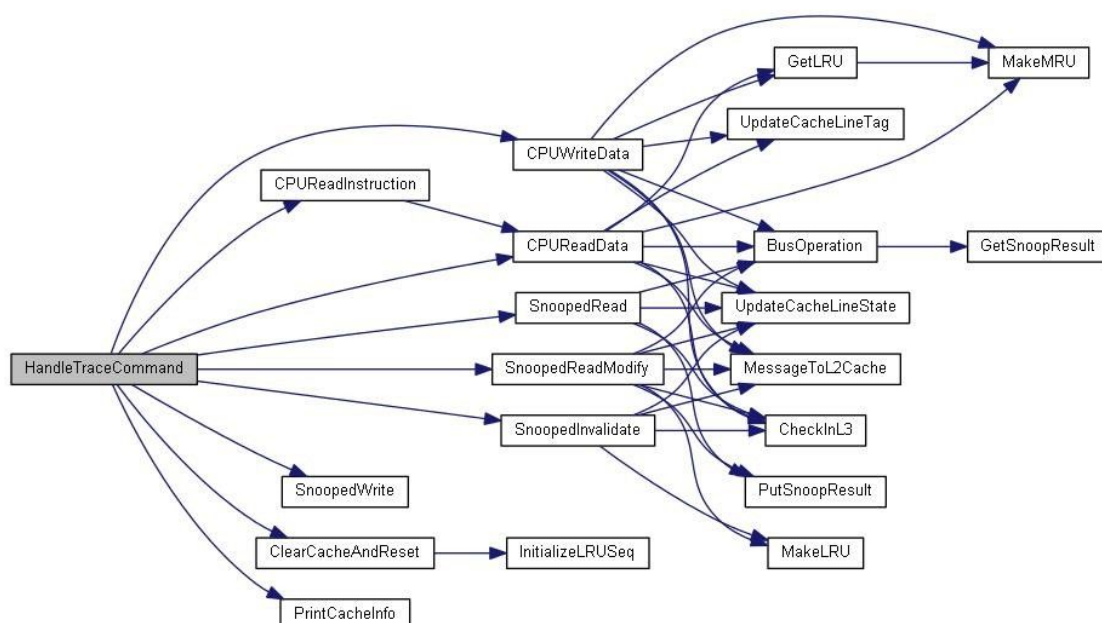 HandleTraceCommand
CPUReadInstruction
SnoopedWrite
ClearCacheAndReset
PrintCacheInfo
CPUWriteData
CPUReadData
SnoopedRead
SnoopedReadModify
SnoopedInvalidate
InitializeLRUSeq
GetLRU
UpdateCacheLineTag
BusOperation
UpdateCacheLineState
MessageToL2Cache
CheckInL3
PutSnoopResult
MakeLRU
MakeMRU
GetSnoopResult